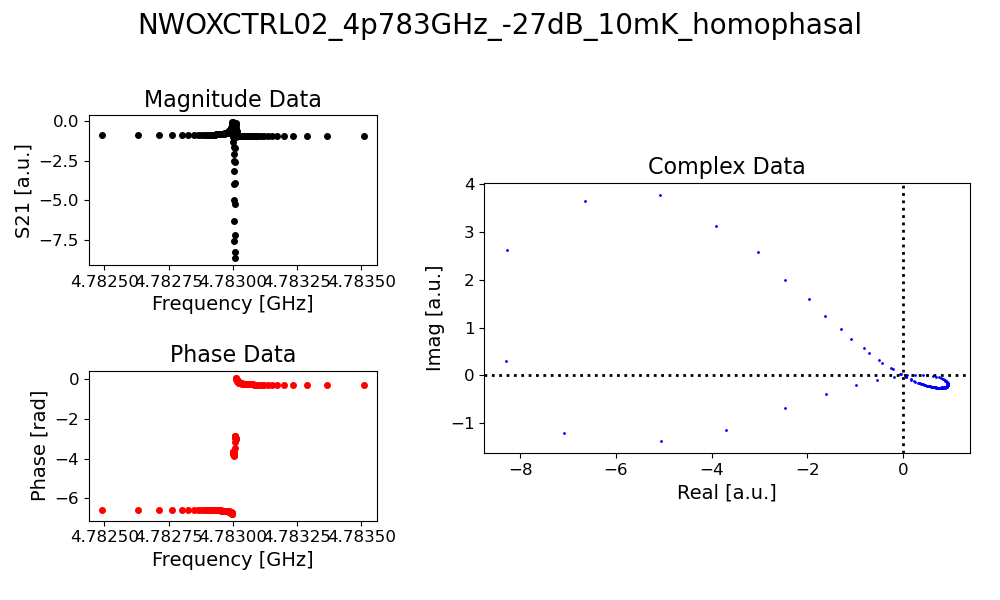 NWOXCTRL02_4p783GHz_-27dB_10mK_homophasal
Magnitude Data
0.0
−2.5
−5.0
−7.5
S21 [a.u.]
4.78250 4.78275 4.78300 4.78325 4.78350
Frequency [GHz]
Phase Data
0
−2
−4
−6
Phase [rad]
4.78250 4.78275 4.78300 4.78325 4.78350
Frequency [GHz]
Complex Data
4
3
2
1
0
−1
Imag [a.u.]
−8 −6 −4 −2 0
Real [a.u.]